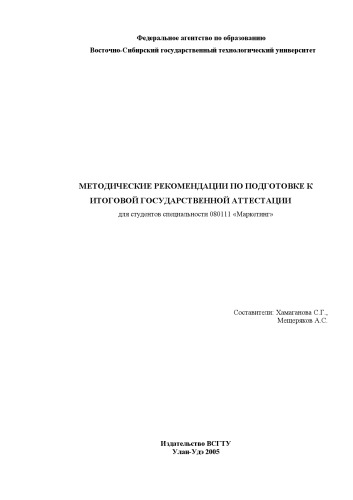 Федеральное агентство по образованию
Восточно-Сибирский государственный технологический университет
МЕТОДИЧЕСКИЕ РЕКОМЕНДАЦИИ ПО ПОДГОТОВКЕ К
ИТОГОВОЙ ГОСУДАРСТВЕННОЙ АТТЕСТАЦИИ
для студентов специальности 080111 «Маркетинг»
Составители: Хамаганова С.Г.,
Мещеряков А.С.
Издательство ВСГТУ
Улан-Удэ 2005